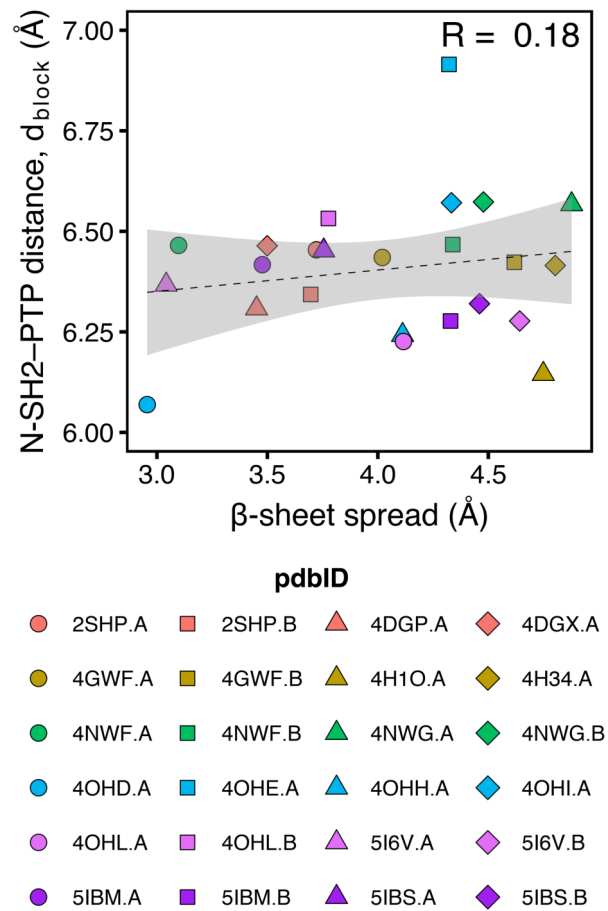 R = 0.18
N-SH2–PTP distance, dblock (Å)
7.00
6.75
6.50
6.25
6.00
3.0 3.5 4.0 4.5
β-sheet spread (Å)
pdbID
2SHP.A 2SHP.B 4DGP.A 4DGX.A
4GWF.A 4GWF.B 4H1O.A 4H34.A
4NWF.A 4NWF.B 4NWG.A 4NWG.B
4OHD.A 4OHE.A 4OHH.A 4OHI.A
4OHL.A 4OHL.B 5I6V.A 5I6V.B
5IBM.A 5IBM.B 5IBS.A 5IBS.B